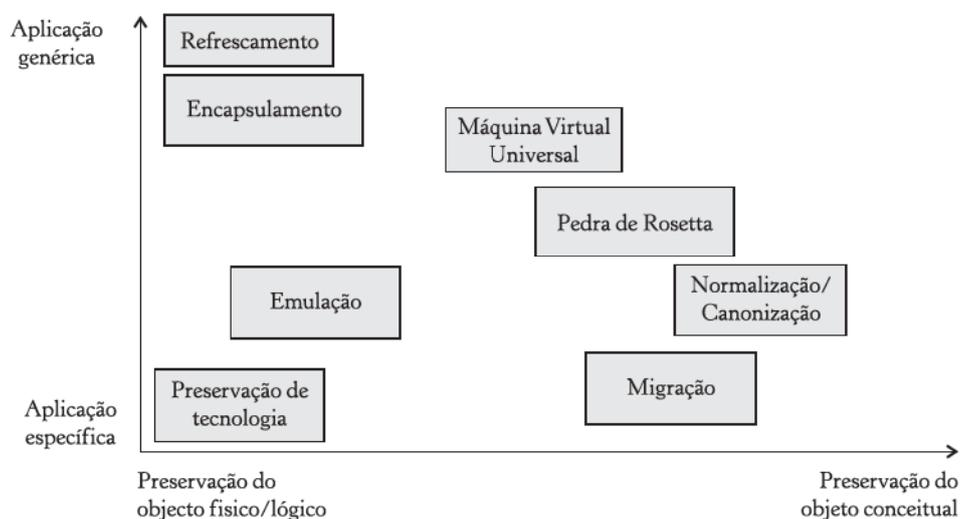 Aplicação
genérica
Refrescamento
Encapsulamento
Máquina Virtual
Universal
Pedra de Rosetta
Emulação
Normalização/
Canonização
Preservação de
tecnologia
Migração
Aplicação
específica
Preservação do
objecto fisico/lógico
Preservação do
objeto conceitual